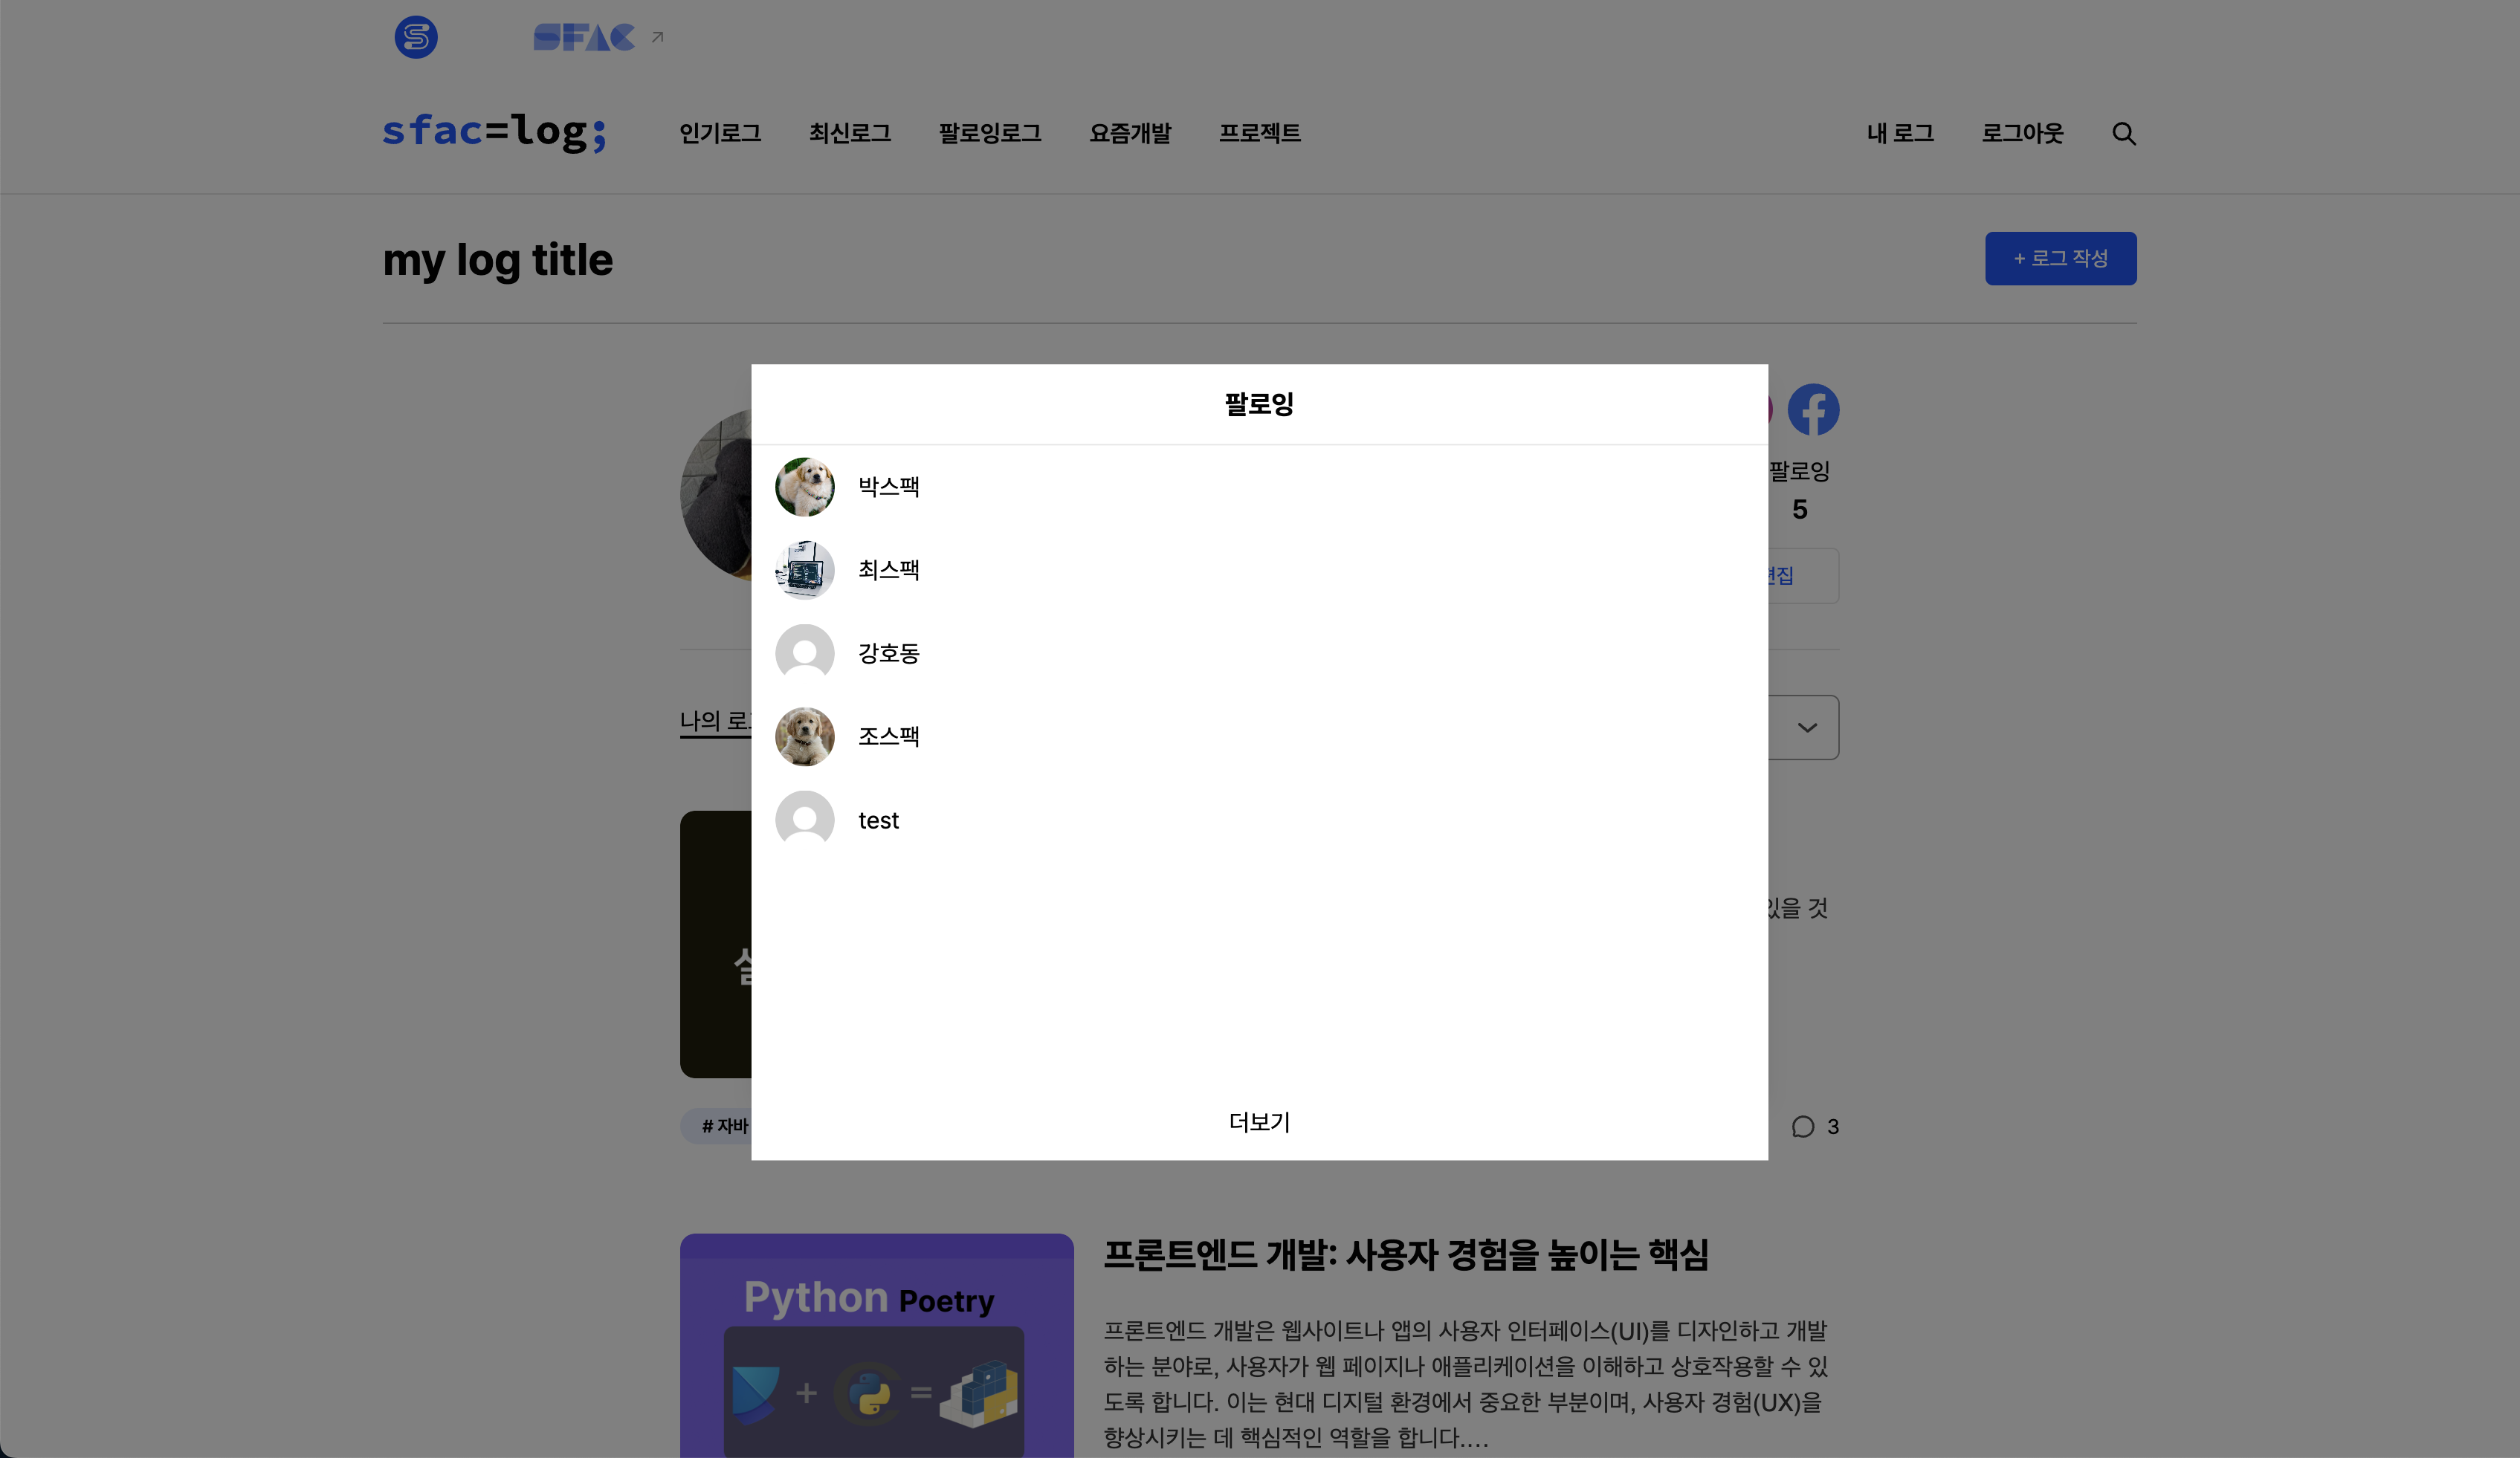 SFAC
sfac=log;
인기로그
최신로그
팔로잉로그
요즘개발
프로젝트
내 로그
로그아웃
my log title
+ 로그 작성
팔로잉
박스팩
최스팩
강호동
조스팩
test
더보기
팔로잉
5
편집
나의
있을 것
# 자바
3
Python Poetry
+ =
프론트엔드 개발: 사용자 경험을 높이는 핵심
프론트엔드 개발은 웹사이트나 앱의 사용자 인터페이스(UI)를 디자인하고 개발
하는 분야로, 사용자가 웹 페이지나 애플리케이션을 이해하고 상호작용할 수 있
도록 합니다. 이는 현대 디지털 환경에서 중요한 부분이며, 사용자 경험(UX)을
향상시키는 데 핵심적인 역할을 합니다....